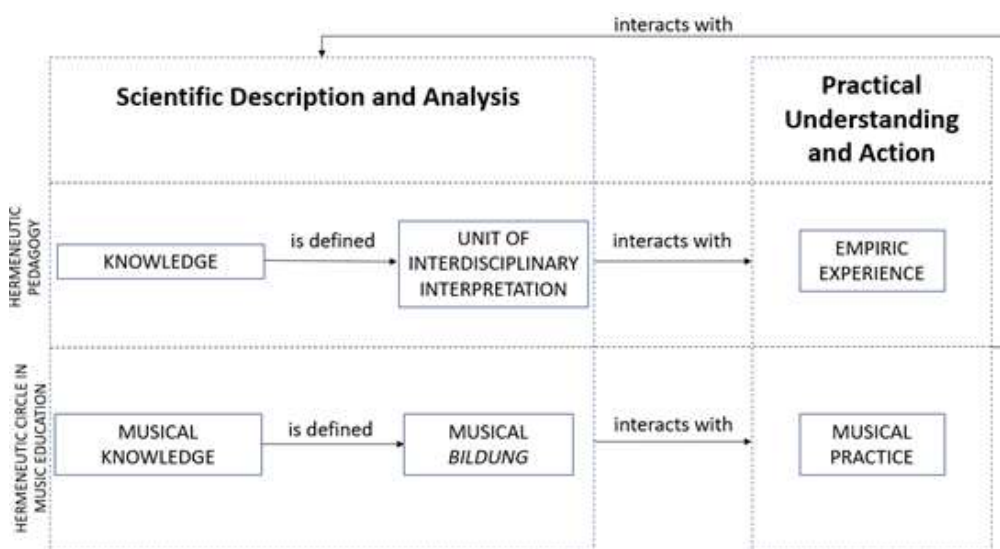 interacts with
Scientific Description and Analysis
Practical
Understanding
and Action
HERMENEUTIC
PEDAGOGY
KNOWLEDGE
is defined
UNIT OF
INTERDISCIPLINARY
INTERPRETATION
interacts with
EMPIRIC
EXPERIENCE
HERMENEUTIC CIRCLE IN
MUSIC EDUCATION
MUSICAL
KNOWLEDGE
is defined
MUSICAL
BILDUNG
interacts with
MUSICAL
PRACTICE